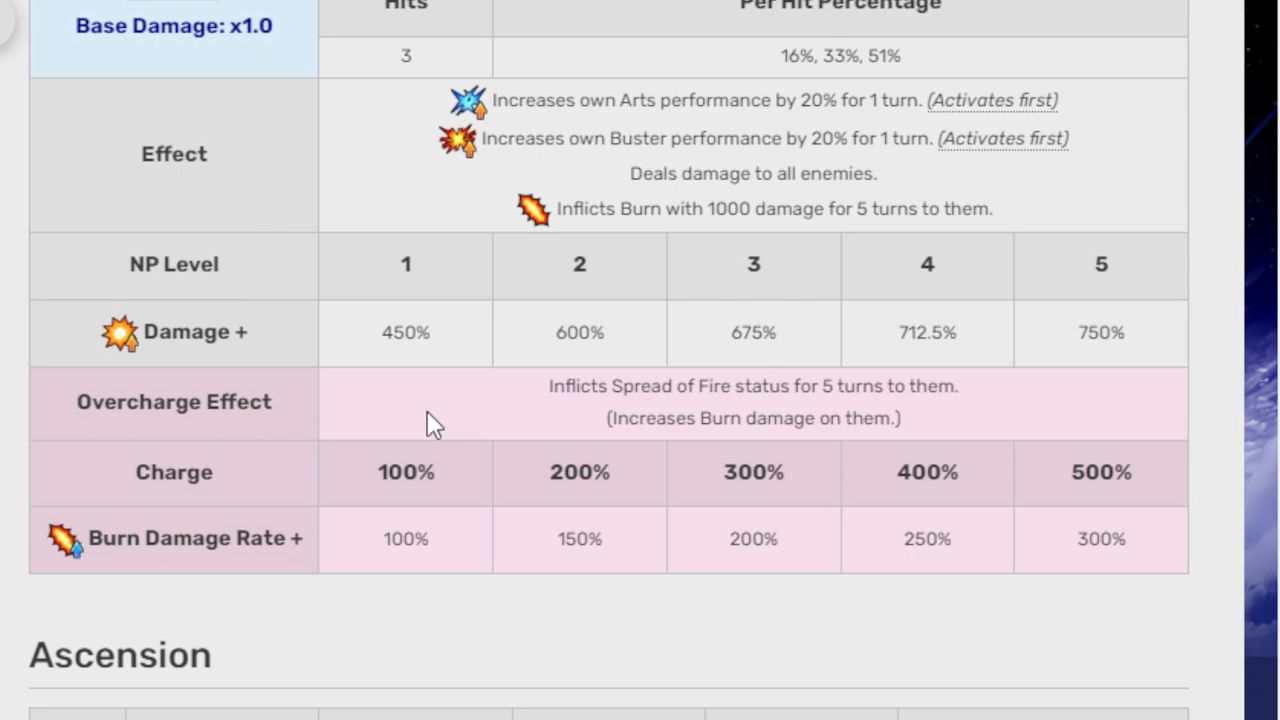 Hits Per Hit Percentage
Base Damage: x1.0
3 16%, 33%, 51%
Increases own Arts performance by 20% for 1 turn. (Activates first)
Increases own Buster performance by 20% for 1 turn. (Activates first)
Effect
Deals damage to all enemies.
Inflicts Burn with 1000 damage for 5 turns to them.
NP Level 1 2 3 4 5
Damage + 450% 600% 675% 712.5% 750%
Overcharge Effect
Inflicts Spread of Fire status for 5 turns to them.
(Increases Burn damage on them.)
Charge 100% 200% 300% 400% 500%
Burn Damage Rate + 100% 150% 200% 250% 300%
Ascension